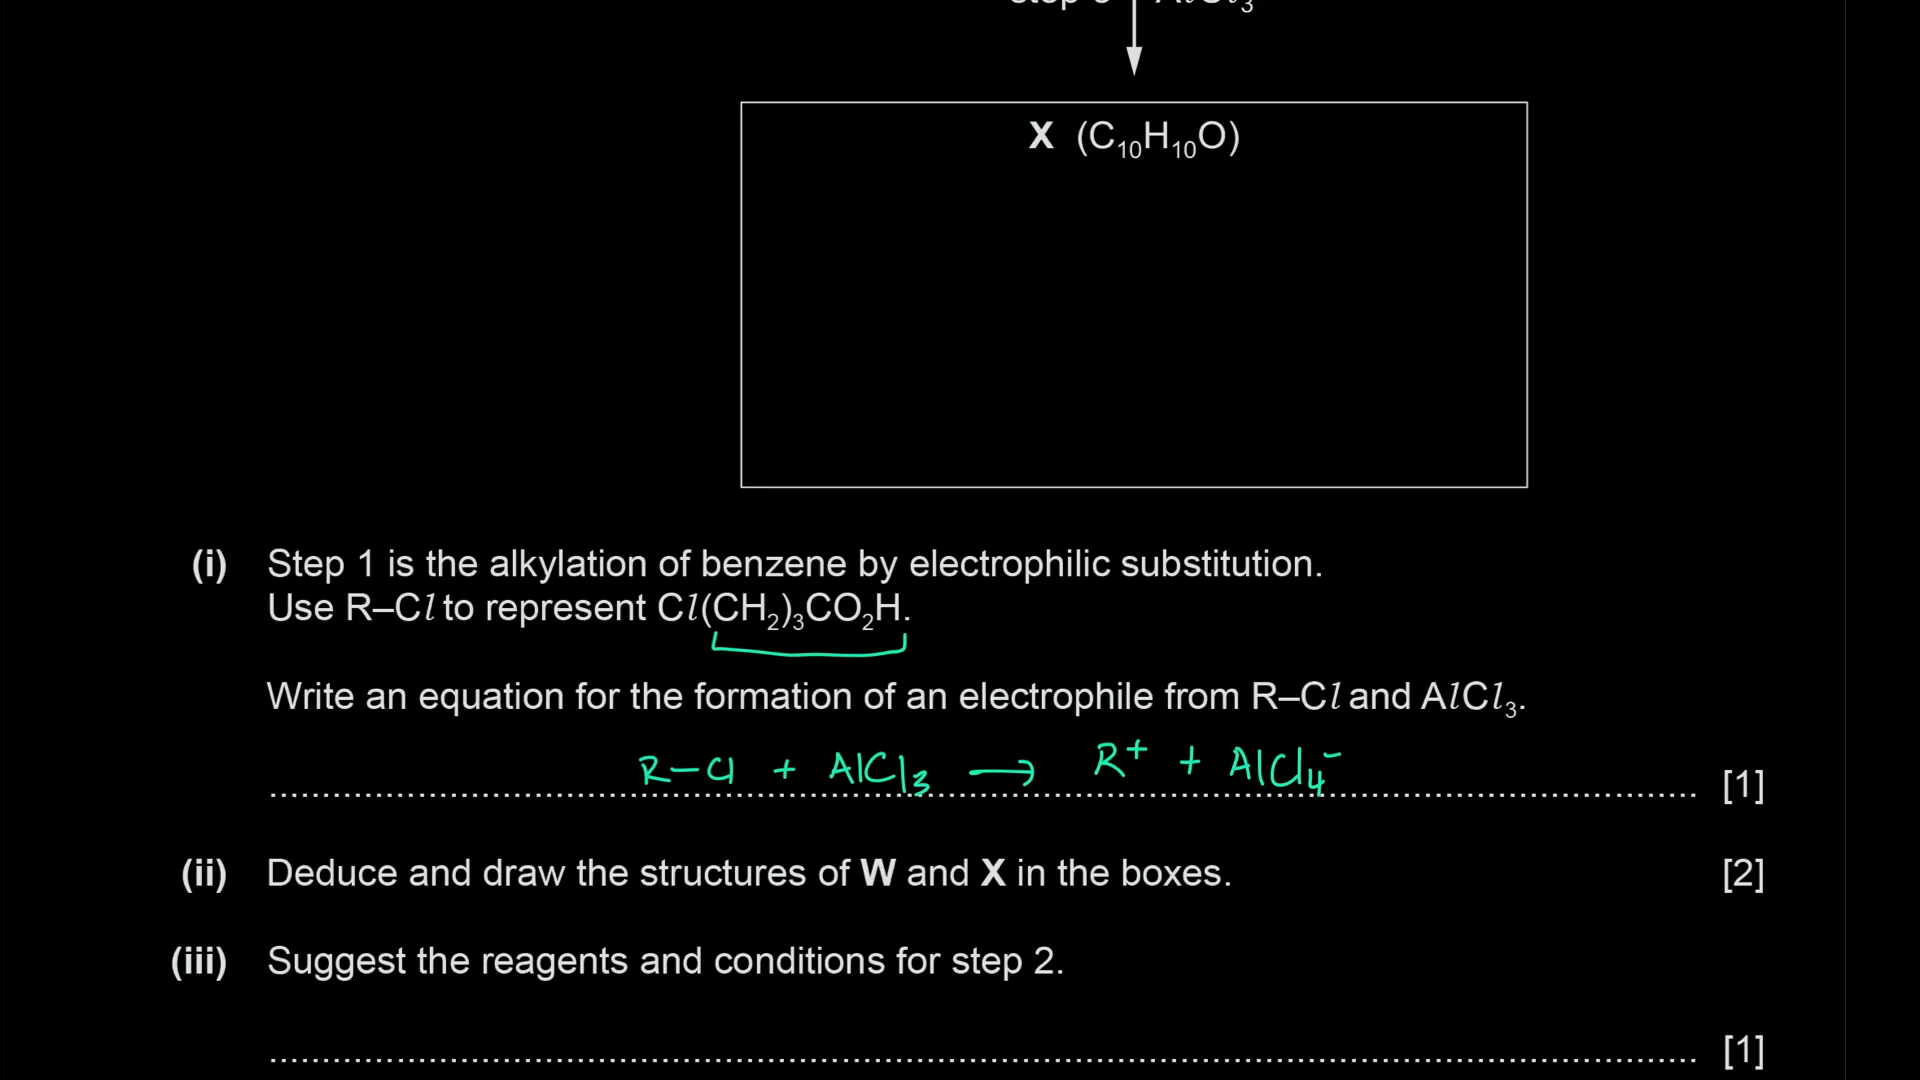 X (C₁₀H₁₀O)
(i) Step 1 is the alkylation of benzene by electrophilic substitution.
Use R–Cl to represent Cl(CH₂)₃CO₂H.
Write an equation for the formation of an electrophile from R–Cl and AlCl₃.
R–Cl + AlCl₃ → R⁺ + AlCl₄⁻
[1]
(ii) Deduce and draw the structures of W and X in the boxes. [2]
(iii) Suggest the reagents and conditions for step 2.
[1]